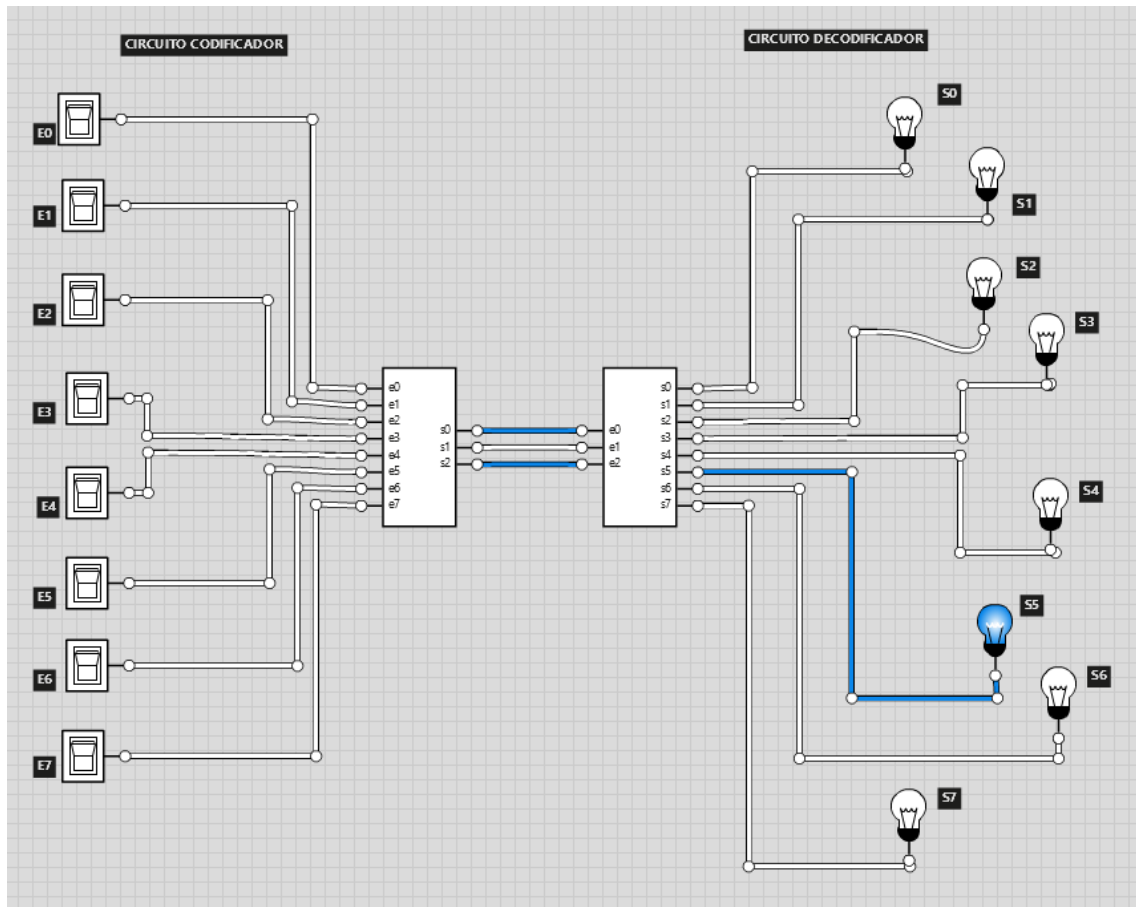 CIRCUITO CODIFICADOR
CIRCUITO DECODIFICADOR
E0
E1
E2
E3
E4
E5
E6
E7
e0
e1
e2
e3
e4
e5
e6
e7
s0
s1
s2
e0
e1
e2
s0
s1
s2
s3
s4
s5
s6
s7
S0
S1
S2
S3
S4
S5
S6
S7